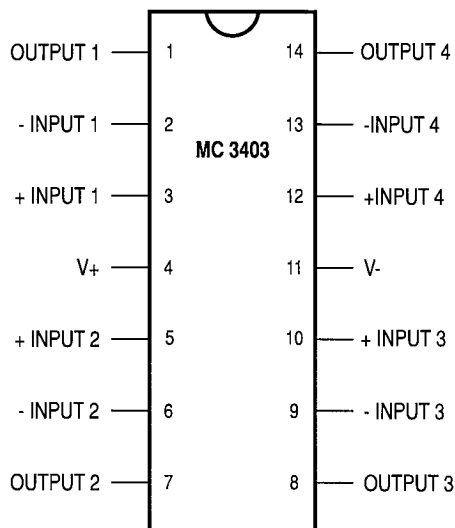 OUTPUT 1 1 14 OUTPUT 4
- INPUT 1 2 13 -INPUT 4
MC 3403
+ INPUT 1 3 12 +INPUT 4
V+ 4 11 V-
+ INPUT 2 5 10 + INPUT 3
- INPUT 2 6 9 - INPUT 3
OUTPUT 2 7 8 OUTPUT 3